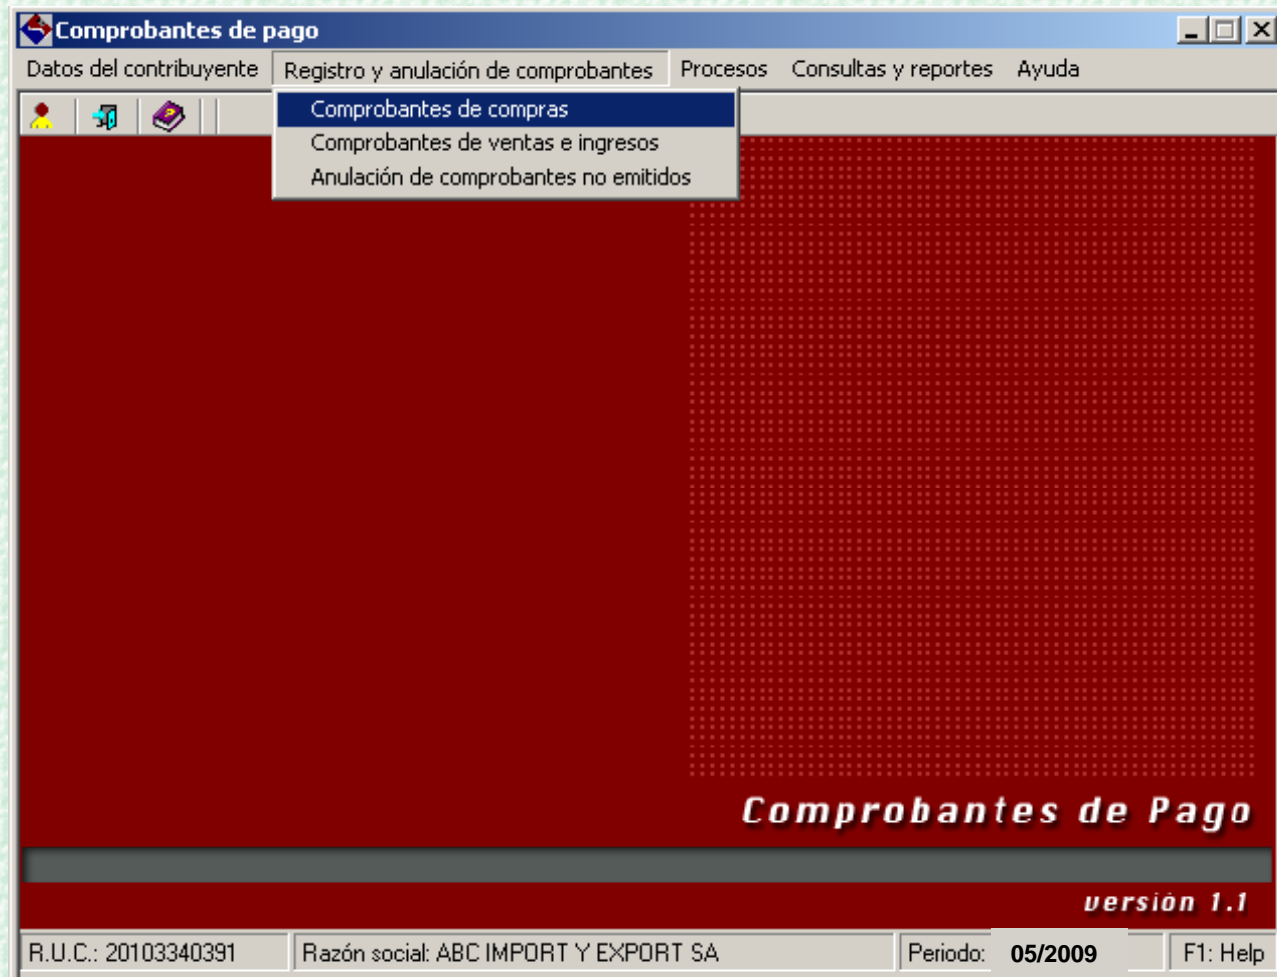 Comprobantes de pago
Datos del contribuyente Registro y anulación de comprobantes Procesos Consultas y reportes Ayuda
Comprobantes de compras
Comprobantes de ventas e ingresos
Anulación de comprobantes no emitidos
Comprobantes de Pago
versión 1.1
R.U.C.: 20103340391 Razón social: ABC IMPORT Y EXPORT SA Periodo: 05/2009 F1: Help